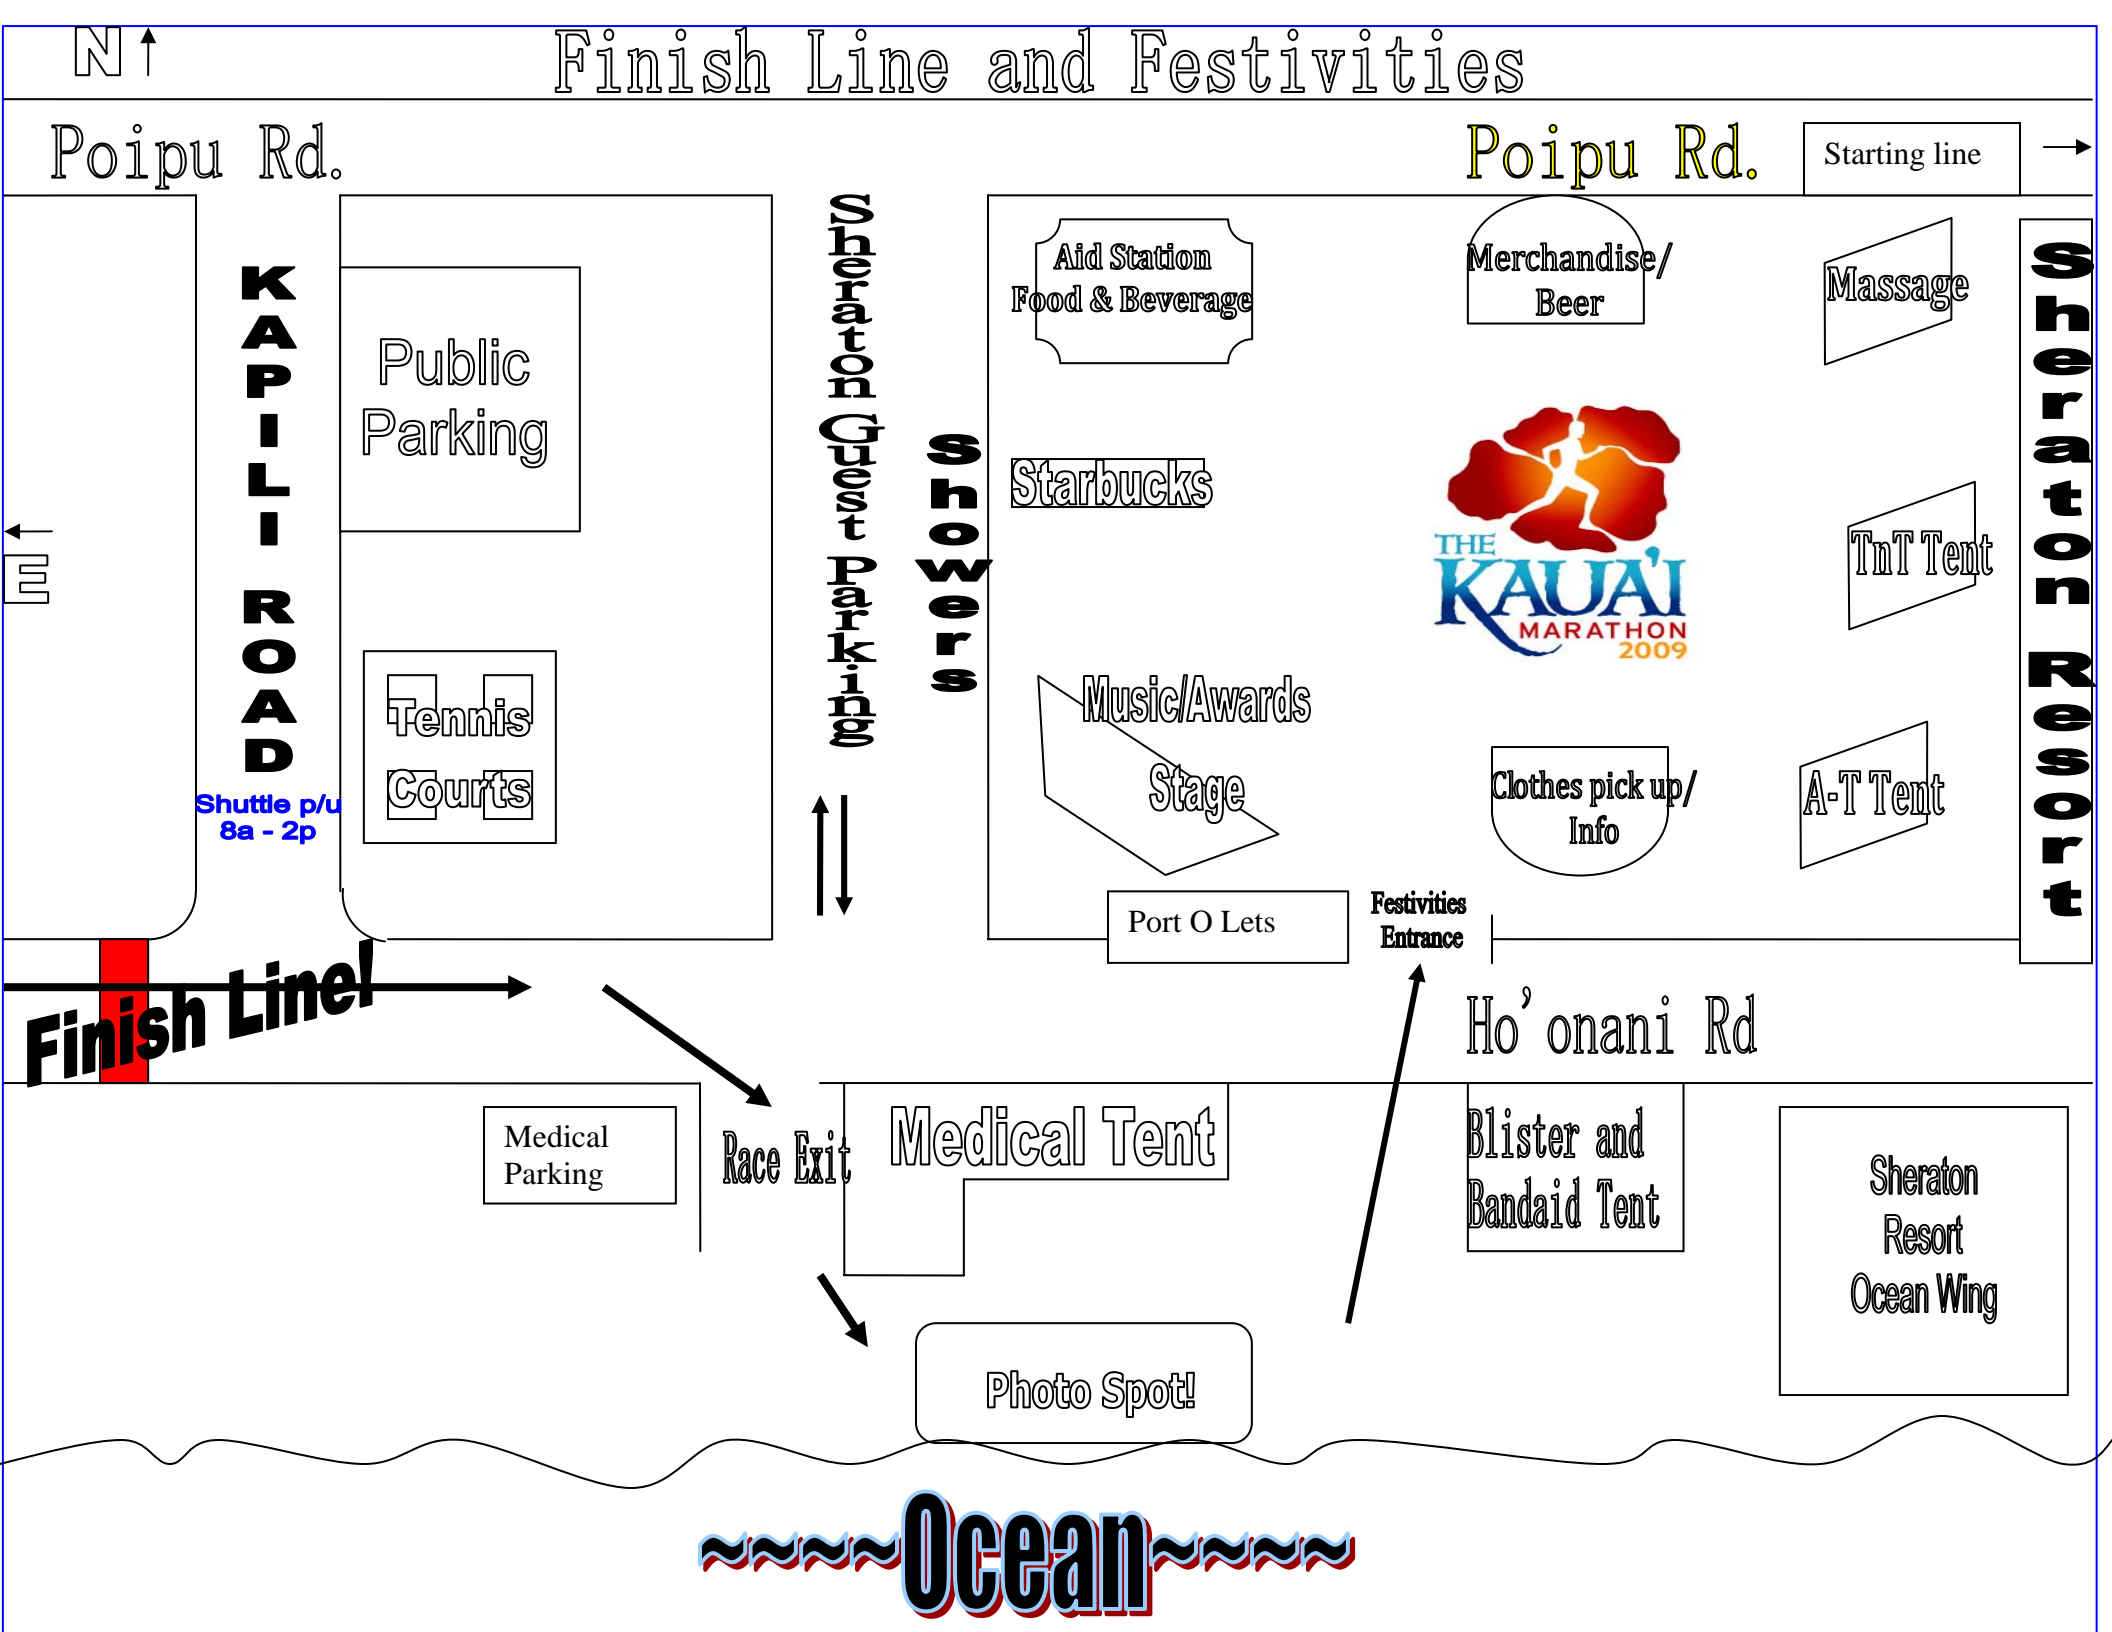 N
Finish Line and Festivities
Poipu Rd.
Poipu Rd.
Starting line
KAPILI ROAD
Shuttle p/u
8a - 2p
Public
Parking
Tennis
Courts
E
Sheraton Guest Parking
Showers
Aid Station
Food & Beverage
Merchandise/
Beer
Massage
Starbucks
THE
KAUA'I
MARATHON
2009
TnT Tent
Music/Awards
Stage
Clothes pick up/
Info
A-T Tent
Sheraton Resort
Port O Lets
Festivities
Entrance
Finish Line!
Ho'onani Rd
Medical
Parking
Race Exit
Medical Tent
Blister and
Bandaid Tent
Sheraton
Resort
Ocean Wing
Photo Spot!
~~~~Ocean~~~~